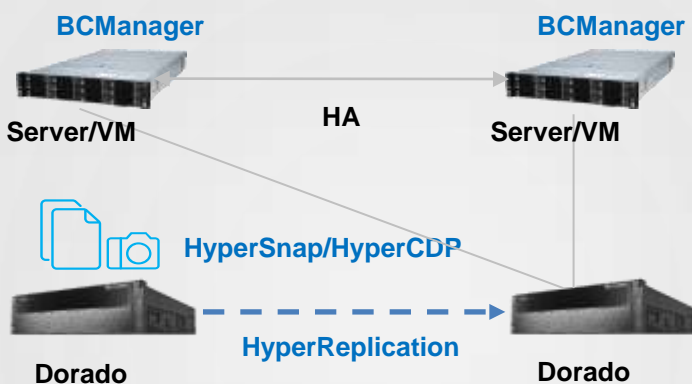 BCManager
BCManager
HA
Server/VM
Server/VM
HyperSnap/HyperCDP
HyperReplication
Dorado
Dorado